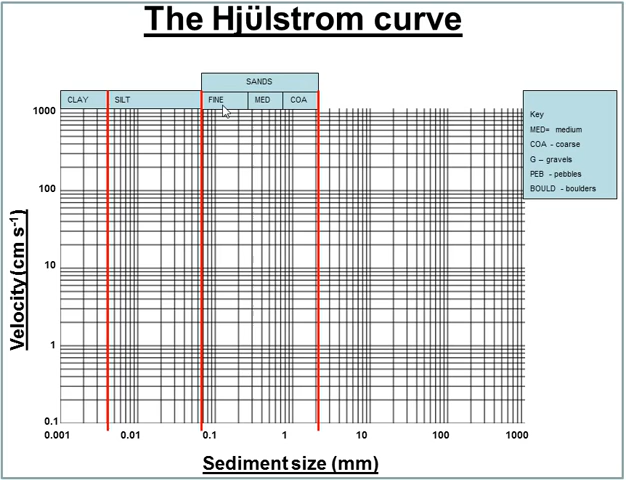 The Hjülstrom curve
SANDS
CLAY SILT FINE MED COA
Key
MED= medium
COA - coarse
G – gravels
PEB - pebbles
BOULD - boulders
1000
100
10
1
0.1
Velocity (cm s-1)
0.001 0.01 0.1 1 10 100 1000
Sediment size (mm)